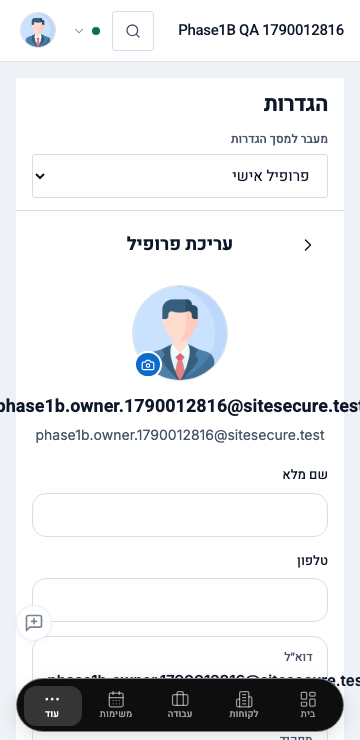 Phase1B QA 1790012816
הגדרות
מעבר למסך הגדרות
פרופיל אישי
עריכת פרופיל
phase1b.owner.1790012816@sitesecure.test
phase1b.owner.1790012816@sitesecure.test
שם מלא
טלפון
דוא״ל
בית
לקוחות
עבודה
משימות
עוד